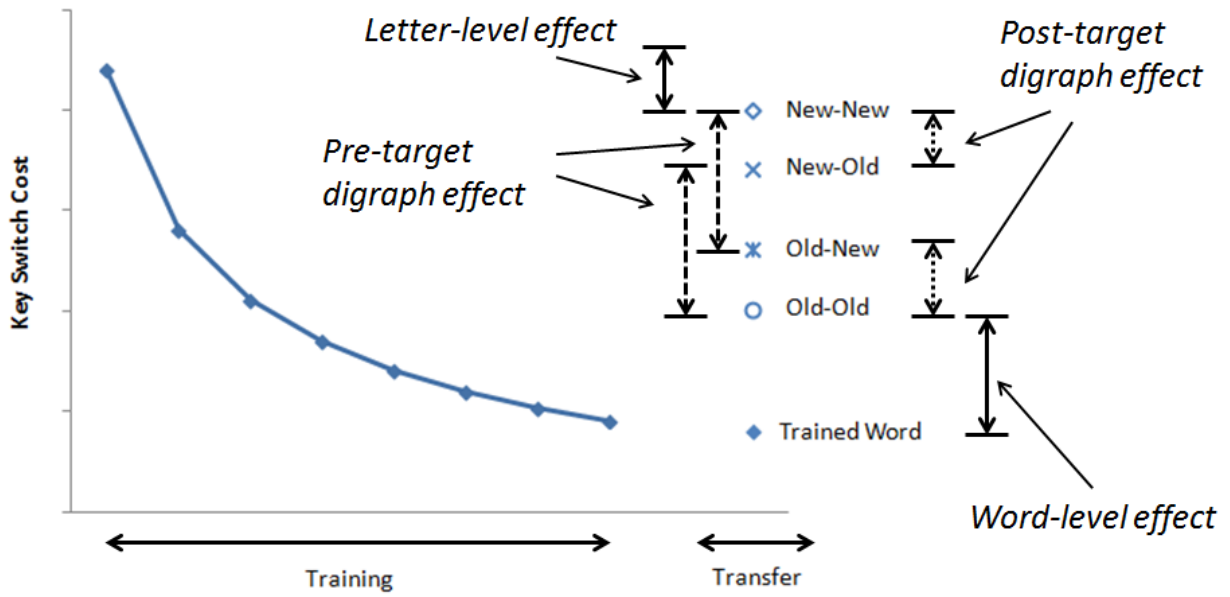 Letter-level effect
Post-target
digraph effect
New-New
Pre-target
digraph effect
New-Old
Key Switch Cost
Old-New
Old-Old
Trained Word
Word-level effect
Training
Transfer